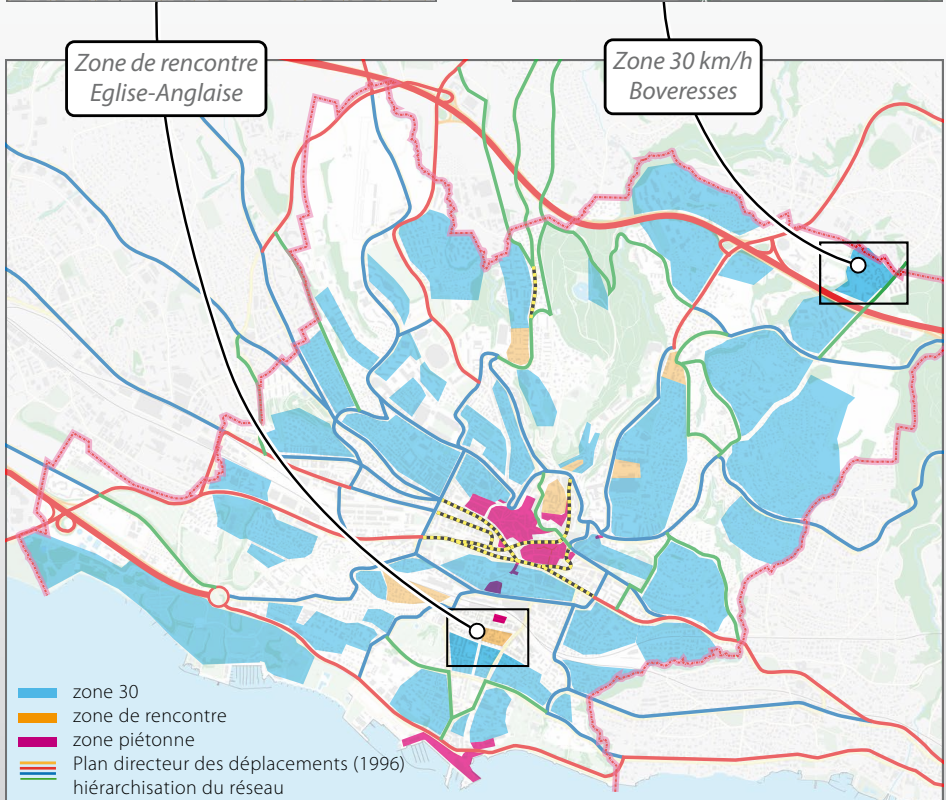 Zone de rencontre
Eglise-Anglaise
Zone 30 km/h
Boveresses
zone 30
zone de rencontre
zone piétonne
Plan directeur des déplacements (1996)
hiérarchisation du réseau